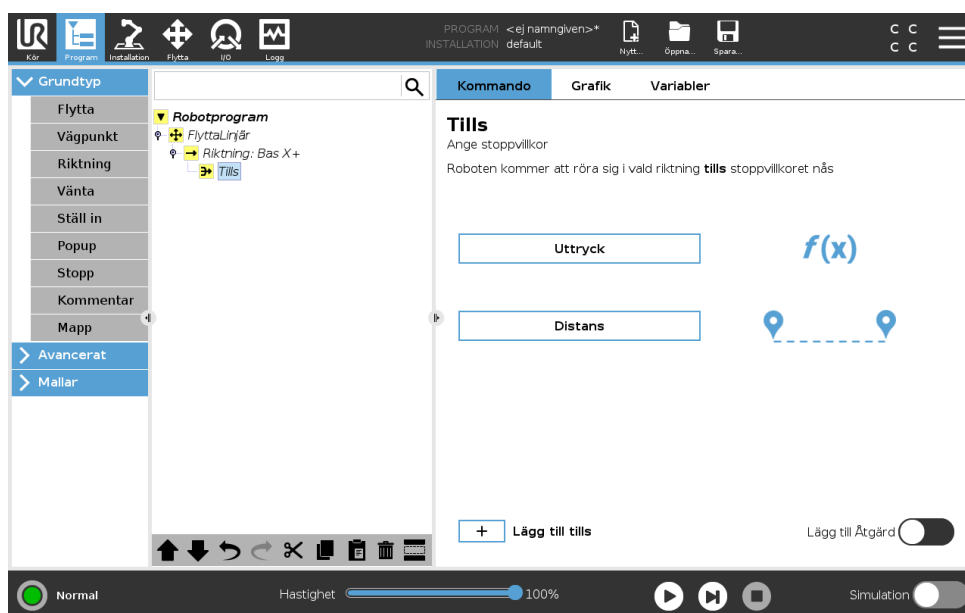 UR
PROGRAM <ej namngiven>*
INSTALLATION default
Kör Program Installation Flytta I/O Logg Nytt... Öppna... Spara...
C C
C C
Grundtyp
Flytta
Vägpunkt
Riktning
Vänta
Ställ in
Popup
Stopp
Kommentar
Mapp
Avancerat
Mallar
Robotprogram
FlyttaLinjär
Riktning: Bas X+
Tills
Kommando Grafik Variabler
Tills
Ange stoppvillkor
Roboten kommer att röra sig i vald riktning tills stoppvillkoret nås
Uttryck
f(x)
Distans
+ Lägg till tills
Lägg till Åtgärd
Normal
Hastighet 100%
Simulation